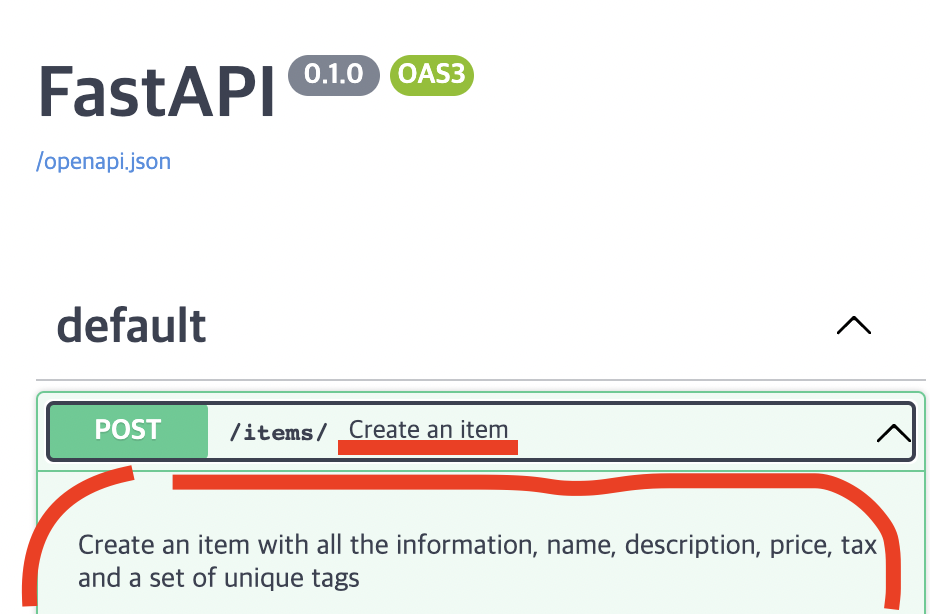 FastAPI 0.1.0 OAS3
/openapi.json
default
POST /items/ Create an item
Create an item with all the information, name, description, price, tax
and a set of unique tags